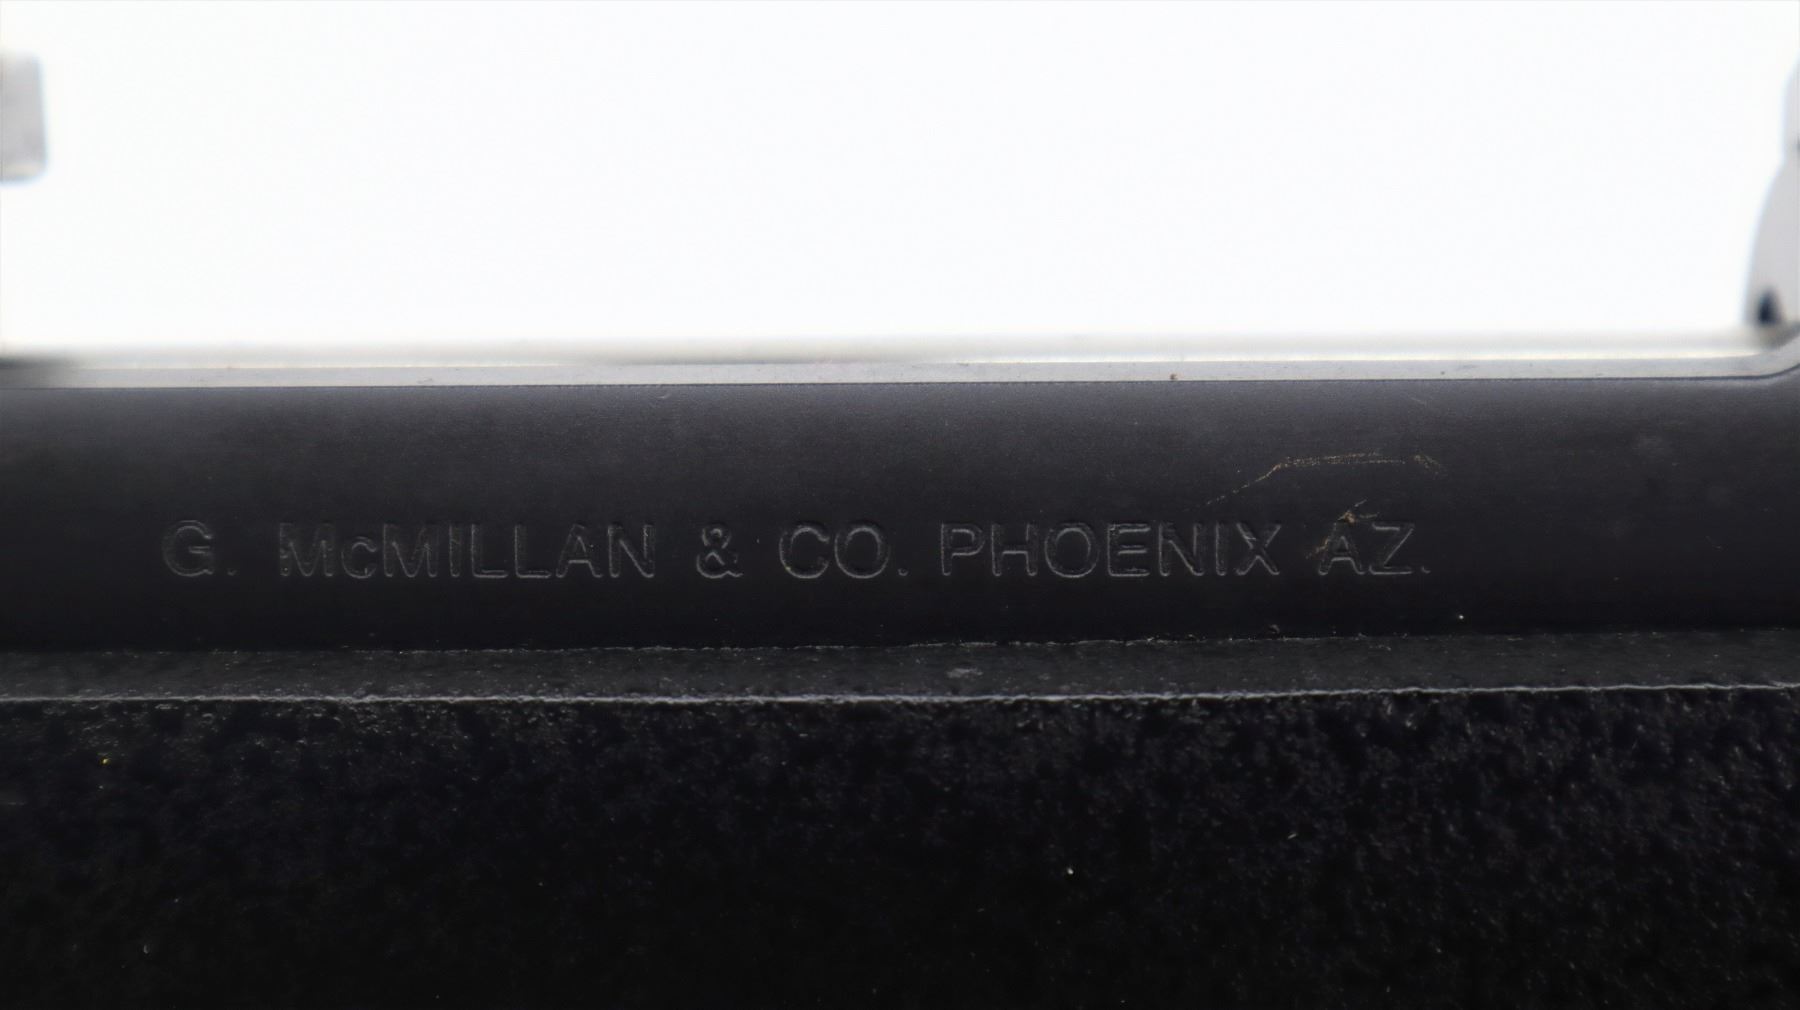 G. McMILLAN & CO. PHOENIX AZ.